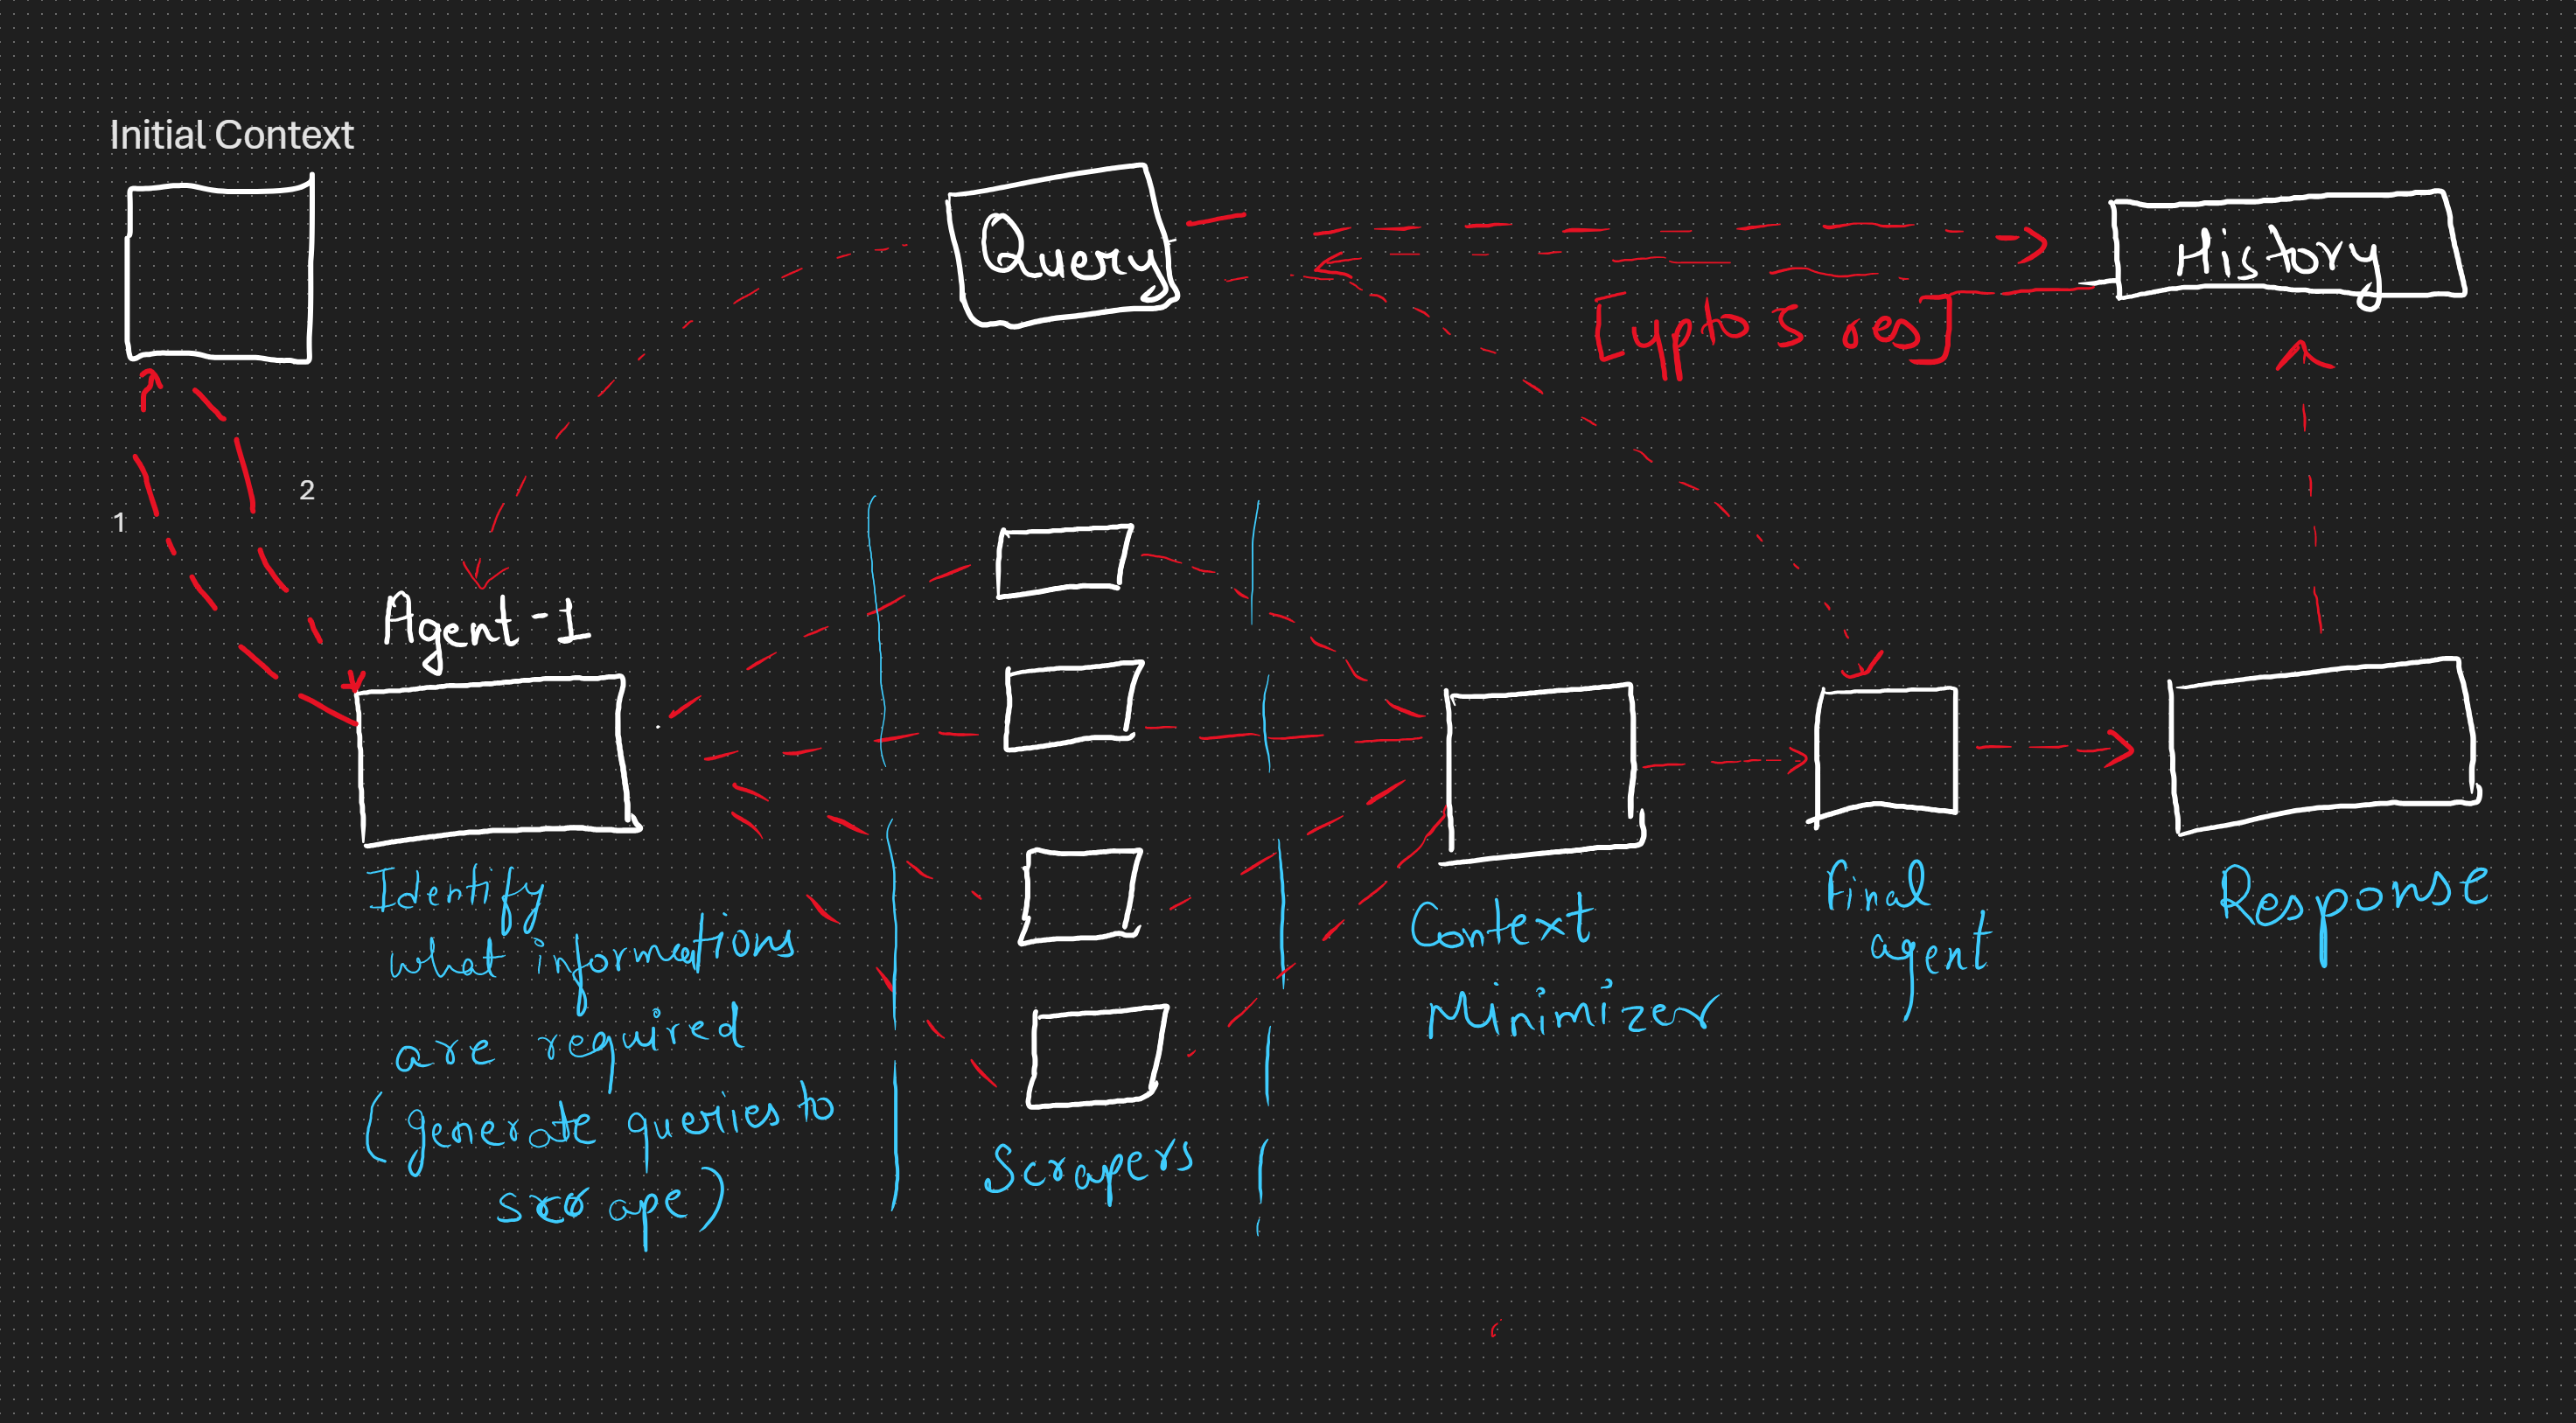 Initial Context
Query
History
[upto 5 res]
1
2
Agent-1
Identify
what informations
are required
(generate queries to
scrape)
Scrapers
Context
Minimizer
final
agent
Response